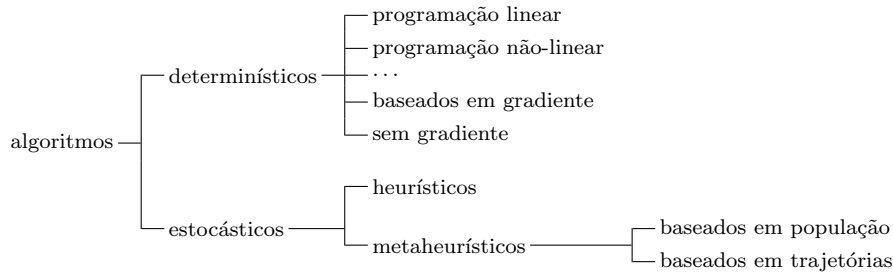 programação linear
programação não-linear
determinísticos
···
baseados em gradiente
sem gradiente
algoritmos
heurísticos
estocásticos
metaheurísticos
baseados em população
baseados em trajetórias